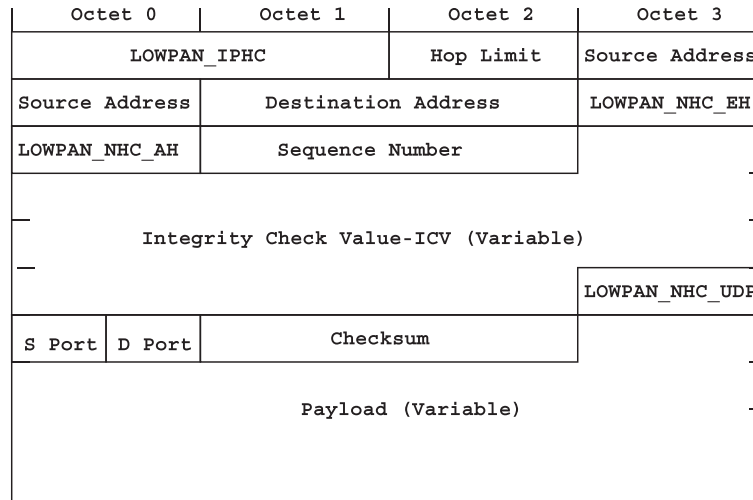 Octet 0 Octet 1 Octet 2 Octet 3
LOWPAN_IPHC Hop Limit Source Address
Source Address Destination Address LOWPAN_NHC_EH
LOWPAN_NHC_AH Sequence Number
Integrity Check Value-ICV (Variable)
LOWPAN_NHC_UDP
S Port D Port Checksum
Payload (Variable)